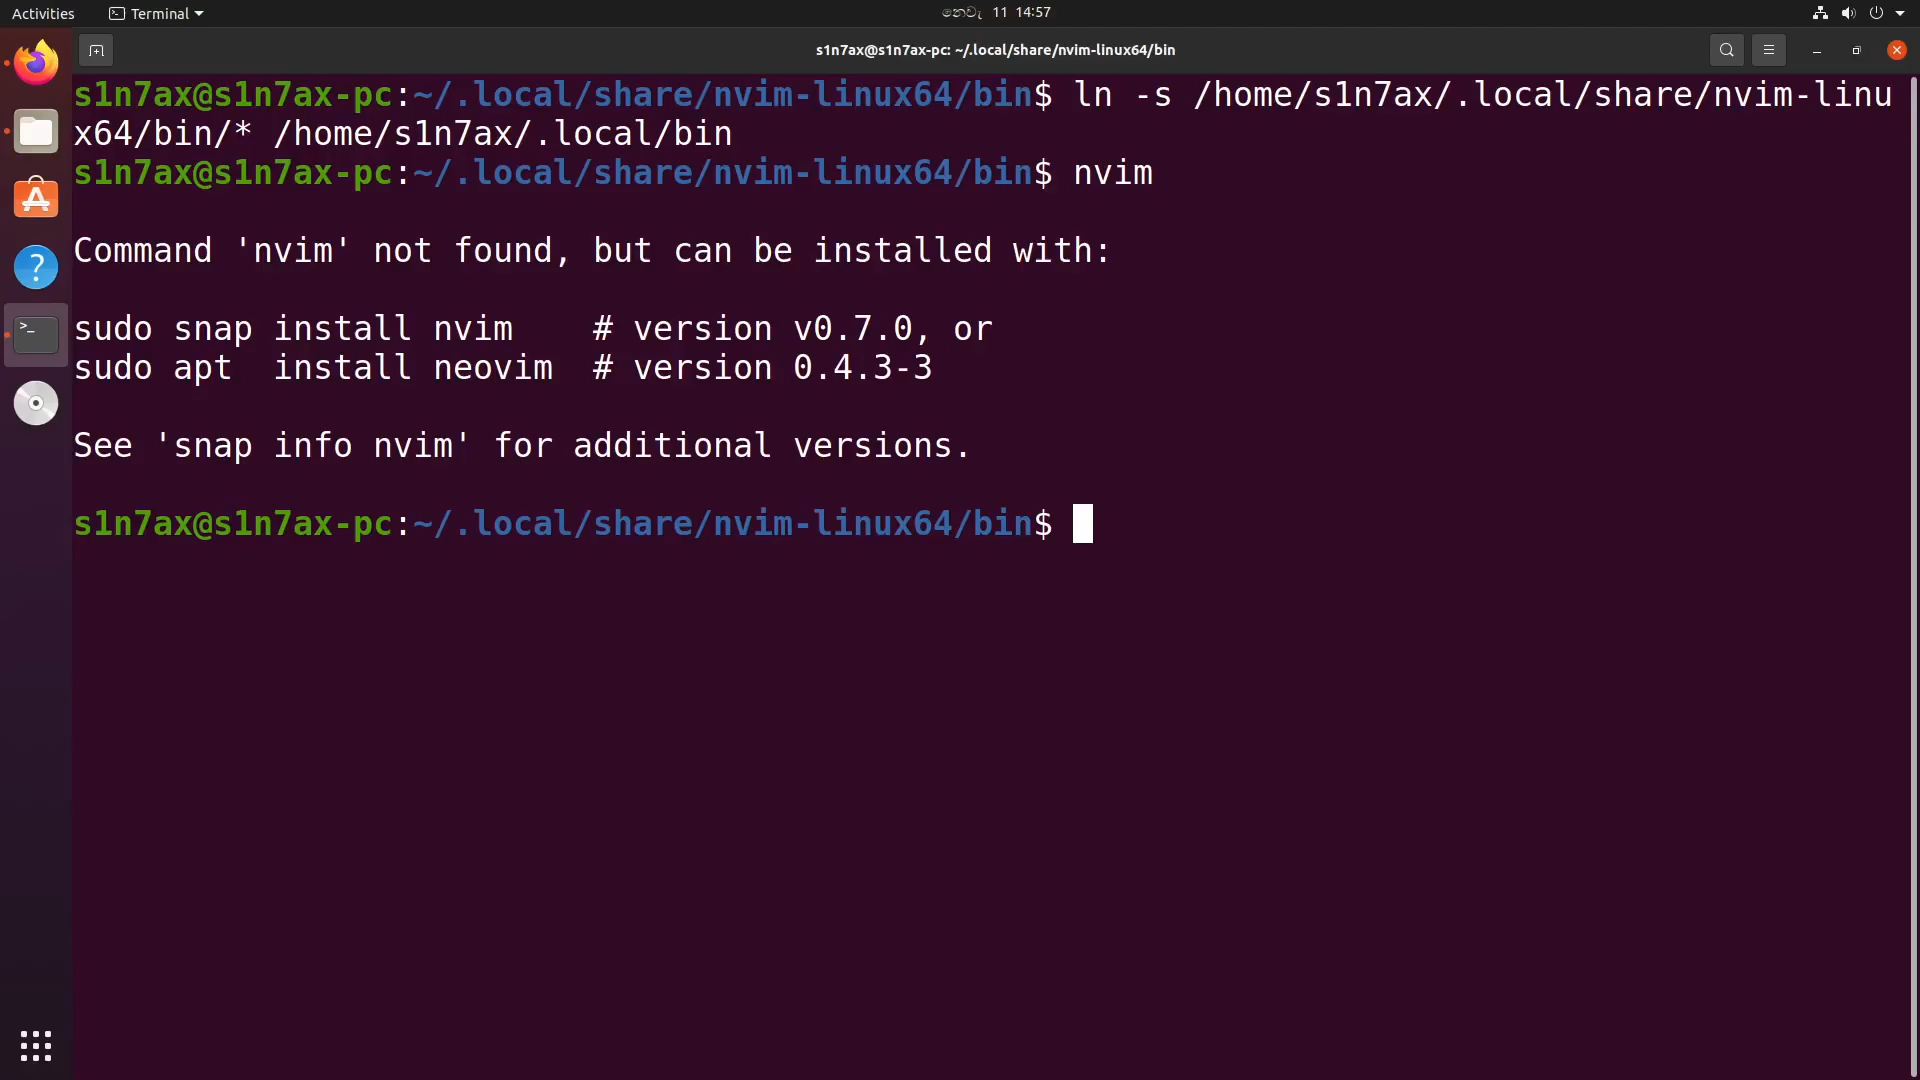 Activities
Terminal
නොවැ 11 14:57
s1n7ax@s1n7ax-pc: ~/.local/share/nvim-linux64/bin
s1n7ax@s1n7ax-pc:~/.local/share/nvim-linux64/bin$ ln -s /home/s1n7ax/.local/share/nvim-linu
x64/bin/* /home/s1n7ax/.local/bin
s1n7ax@s1n7ax-pc:~/.local/share/nvim-linux64/bin$ nvim
Command 'nvim' not found, but can be installed with:
sudo snap install nvim     # version v0.7.0, or
sudo apt  install neovim  # version 0.4.3-3
See 'snap info nvim' for additional versions.
s1n7ax@s1n7ax-pc:~/.local/share/nvim-linux64/bin$